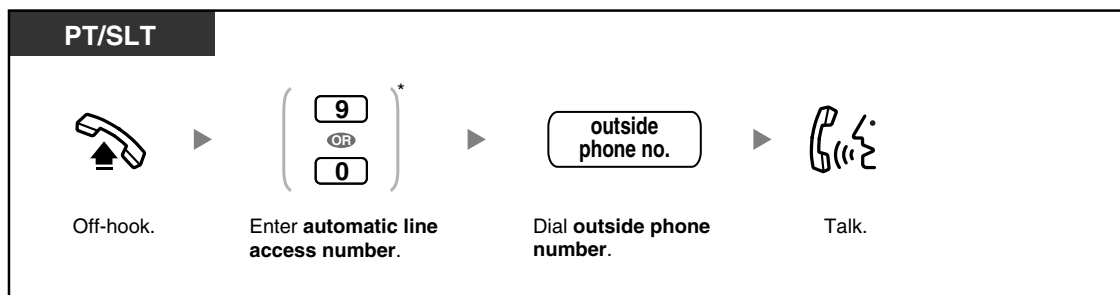 PT/SLT
*
9
OR
0
outside
phone no.
Off-hook.
Enter automatic line
access number.
Dial outside phone
number.
Talk.